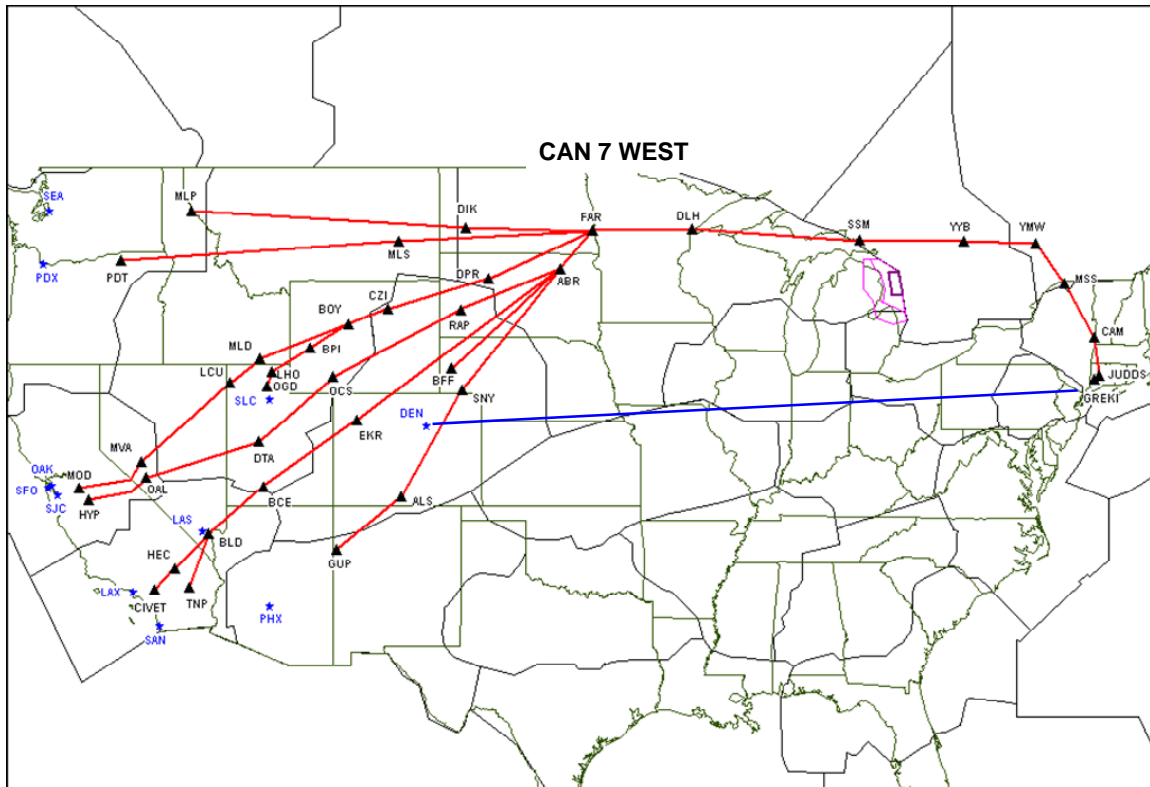 CAN 7 WEST
SEA
MLP
DIK
FAR
DLH
SSM
YYB
YMW
PDX
PDT
MLS
DPR
ABR
MSS
BOY
CZI
RAP
CAM
MLD
BPI
LCU
LHO
OGD
OCS
BFF
SNY
JUDDS
GREKI
SLC
DEN
EKR
DTA
MVA
OAK
MOD
OAL
SFO
SJC
HYP
BCE
ALS
LAS
BLD
HEC
GUP
LAX
CIVET
TNP
PHX
SAN